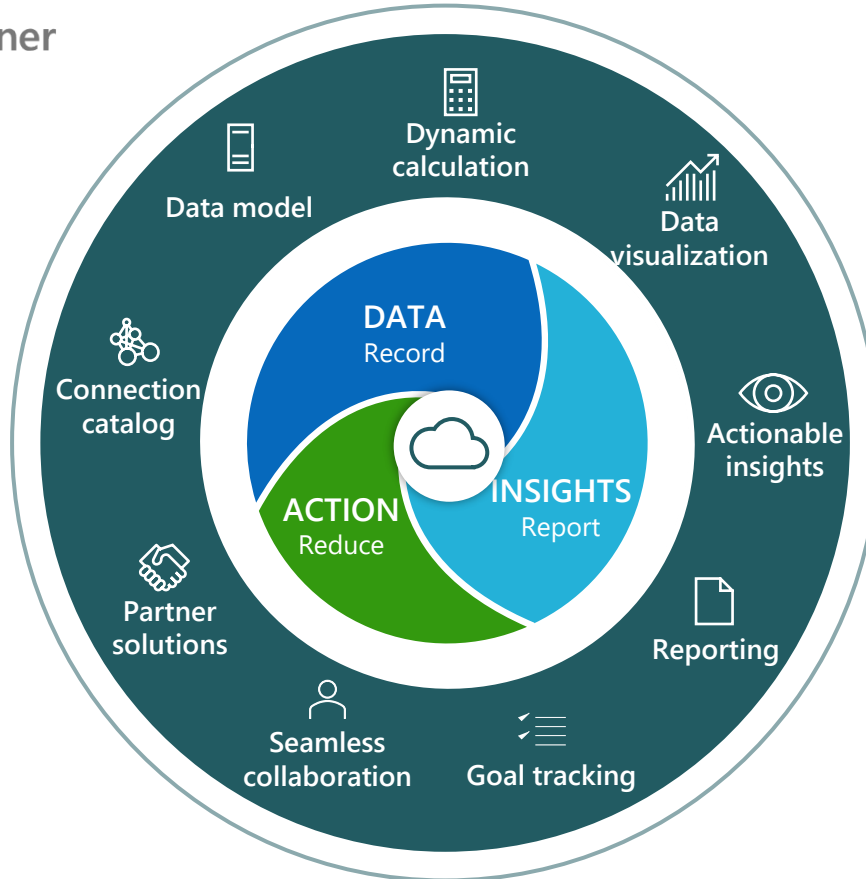 ner
Dynamic
calculation
Data model
Data
visualization
DATA
Record
Connection
catalog
Actionable
insights
INSIGHTS
Report
ACTION
Reduce
Partner
solutions
Reporting
Seamless
collaboration
Goal tracking